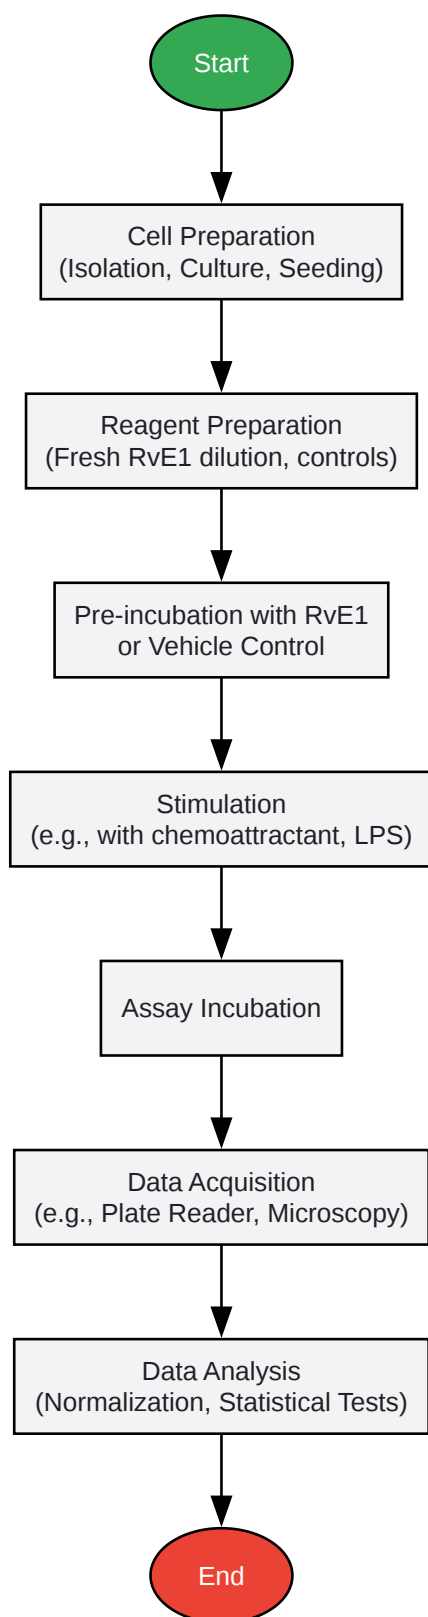 Start
Cell Preparation
(Isolation, Culture, Seeding)
Reagent Preparation
(Fresh RvE1 dilution, controls)
Pre-incubation with RvE1
or Vehicle Control
Stimulation
(e.g., with chemoattractant, LPS)
Assay Incubation
Data Acquisition
(e.g., Plate Reader, Microscopy)
Data Analysis
(Normalization, Statistical Tests)
End